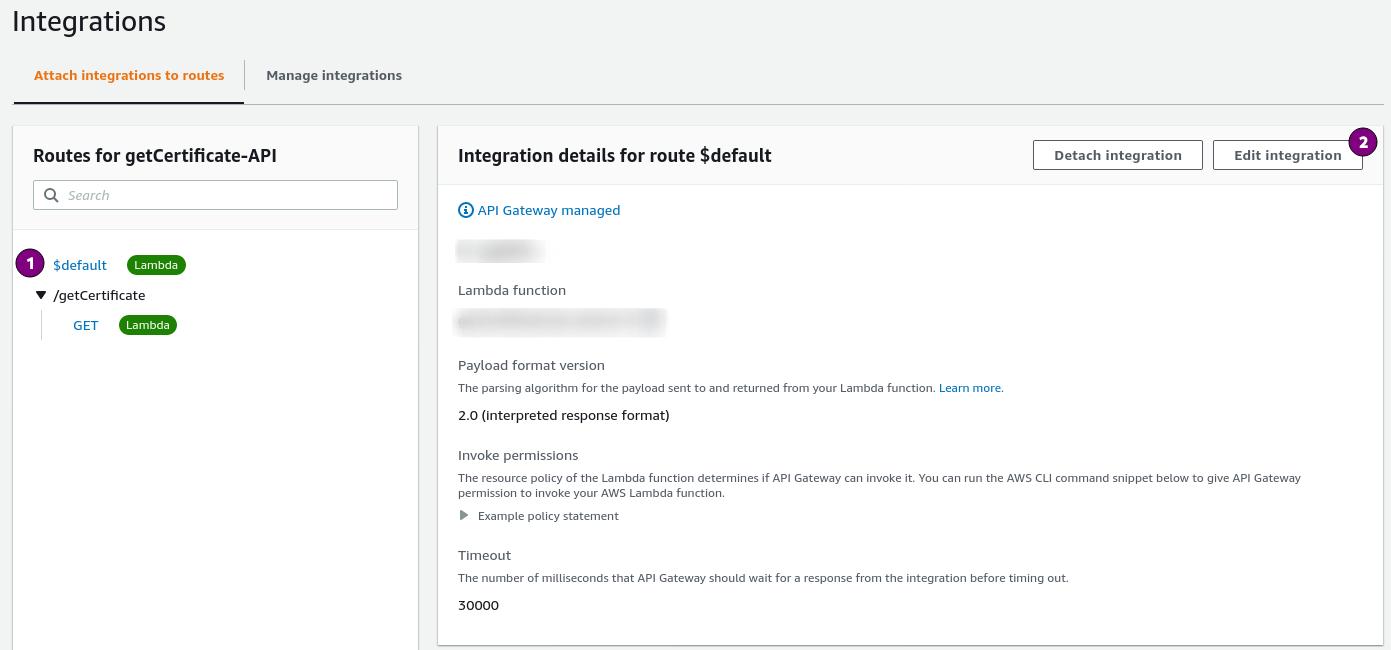 Integrations
Attach integrations to routes
Manage integrations
Routes for getCertificate-API
Search
1
$default
Lambda
/getCertificate
GET
Lambda
Integration details for route $default
Detach integration
Edit integration
2
API Gateway managed
Lambda function
Payload format version
The parsing algorithm for the payload sent to and returned from your Lambda function. Learn more.
2.0 (interpreted response format)
Invoke permissions
The resource policy of the Lambda function determines if API Gateway can invoke it. You can run the AWS CLI command snippet below to give API Gateway
permission to invoke your AWS Lambda function.
Example policy statement
Timeout
The number of milliseconds that API Gateway should wait for a response from the integration before timing out.
30000